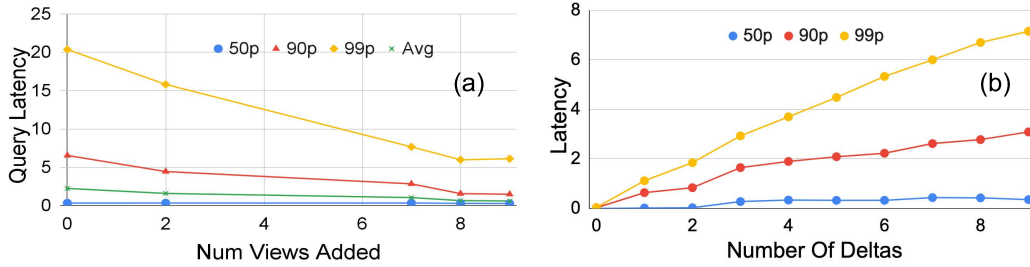 25
20
15
10
5
0
Query Latency
50p 90p 99p Avg
(a)
0 2 4 6 8
Num Views Added
8
6
4
2
0
Latency
50p 90p 99p
(b)
0 2 4 6 8
Number Of Deltas